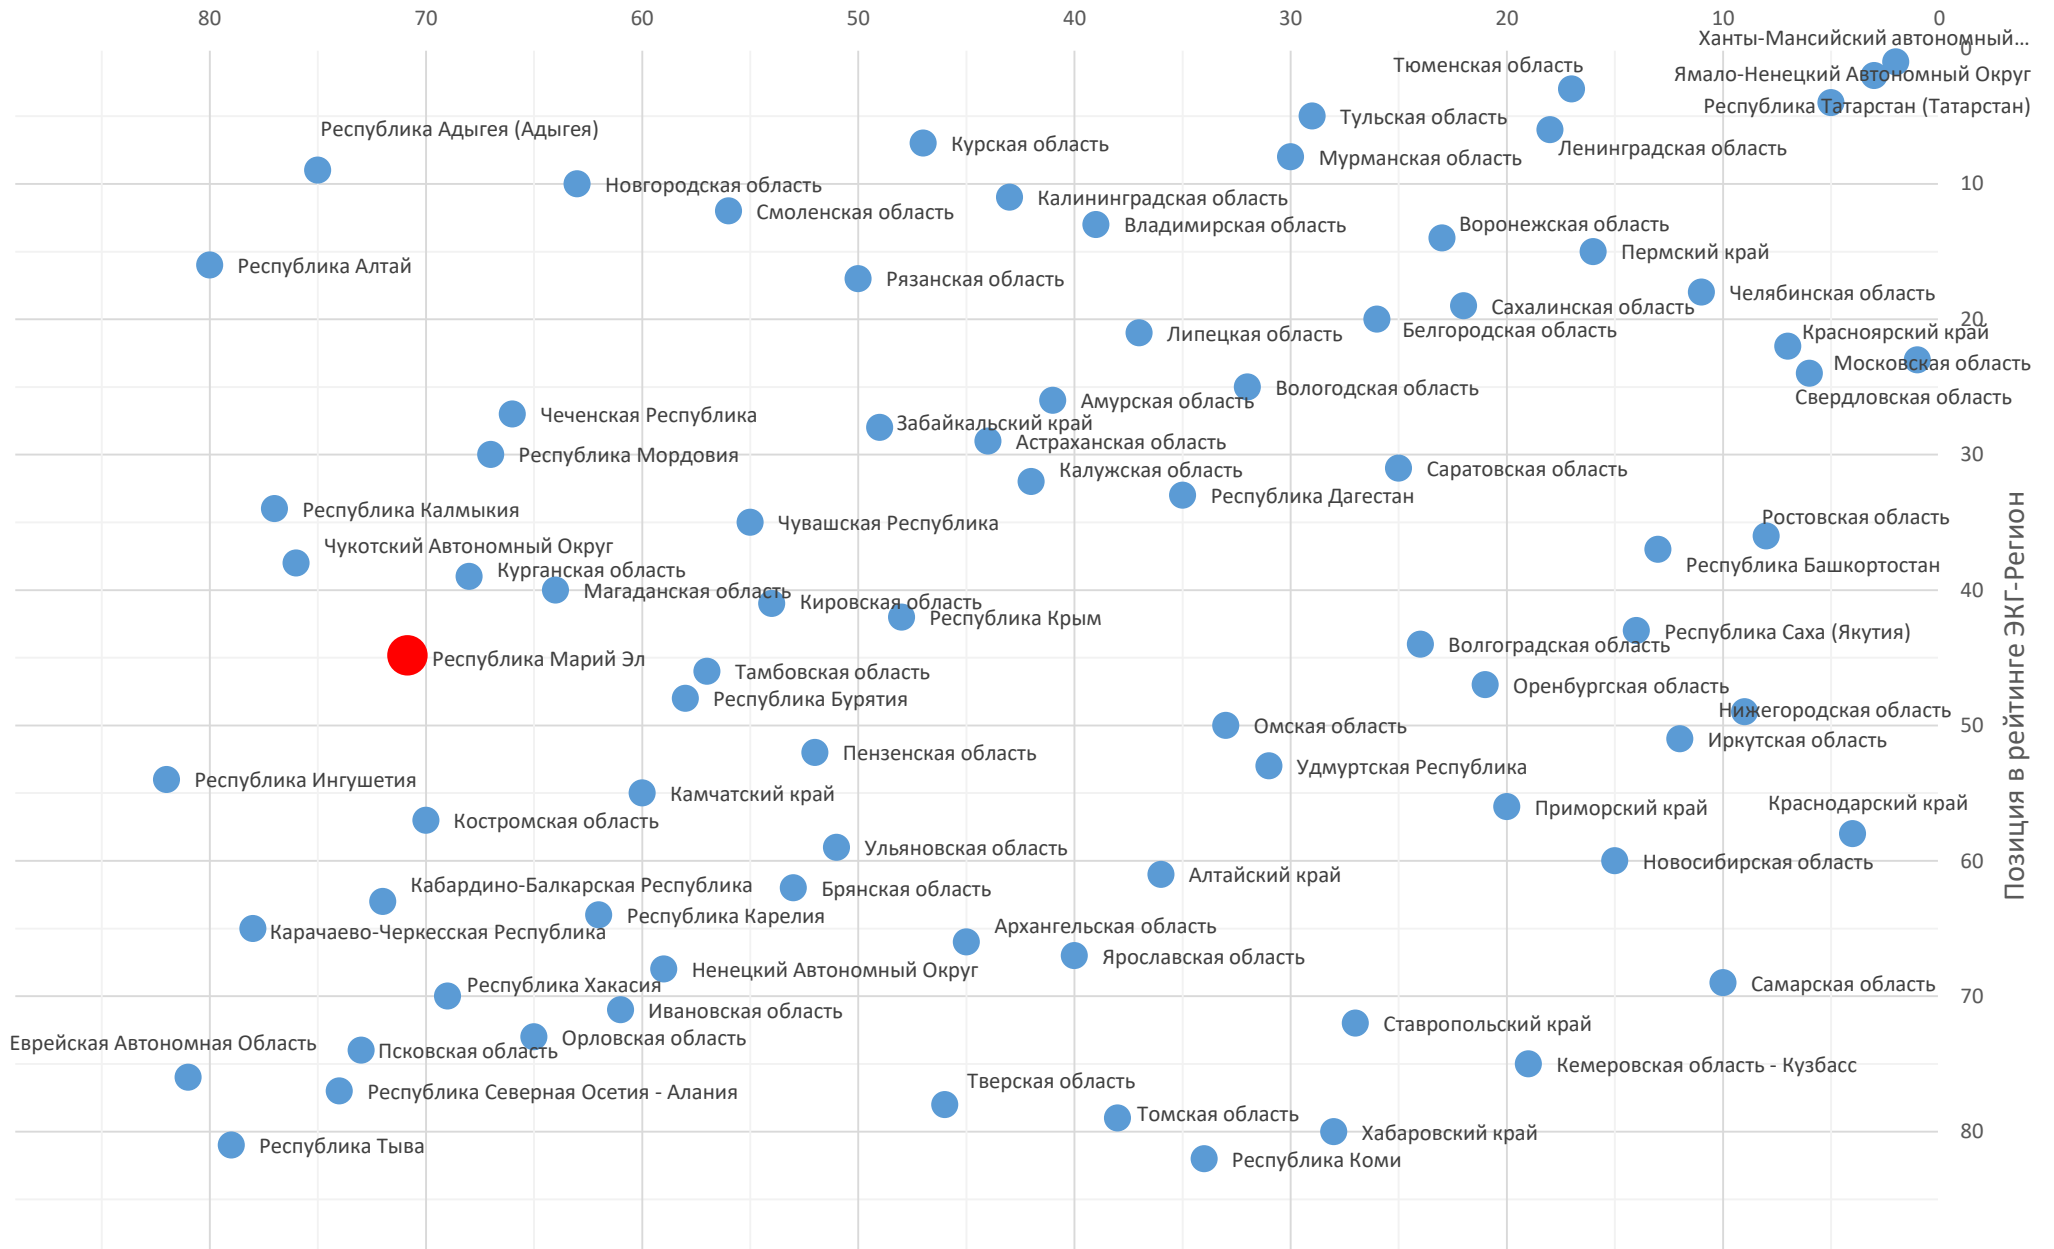 80 70 60 50 40 30 20 10 0
Ханты-Мансийский автономный...
0
Тюменская область
Ямало-Ненецкий Автономный Округ
Республика Татарстан (Татарстан)
Тульская область
Республика Адыгея (Адыгея)
Курская область
Ленинградская область
Мурманская область
10
Новгородская область
Калининградская область
Смоленская область
Владимирская область
Воронежская область
Пермский край
Республика Алтай
Рязанская область
Челябинская область
Сахалинская область
20
Белгородская область
Липецкая область
Красноярский край
Московская область
Вологодская область
Свердловская область
Амурская область
Чеченская Республика
Забайкальский край
Астраханская область
30
Республика Мордовия
Калужская область
Саратовская область
Республика Дагестан
Республика Калмыкия
Ростовская область
Чувашская Республика
Чукотский Автономный Округ
Республика Башкортостан
Курганская область
40
Магаданская область
Кировская область
Республика Крым
Республика Саха (Якутия)
Волгоградская область
Республика Марий Эл
Тамбовская область
Оренбургская область
Республика Бурятия
Нижегородская область
50
Омская область
Иркутская область
Пензенская область
Удмуртская Республика
Республика Ингушетия
Камчатский край
Краснодарский край
Приморский край
Костромская область
Ульяновская область
60
Новосибирская область
Алтайский край
Кабардино-Балкарская Республика
Брянская область
Республика Карелия
Архангельская область
Карачаево-Черкесская Республика
Ярославская область
Ненецкий Автономный Округ
Самарская область
Республика Хакасия
70
Ивановская область
Ставропольский край
Орловская область
Еврейская Автономная Область
Псковская область
Кемеровская область - Кузбасс
Тверская область
Республика Северная Осетия - Алания
Томская область
80
Хабаровский край
Республика Тыва
Республика Коми
Позиция в рейтинге ЭКГ-Регион